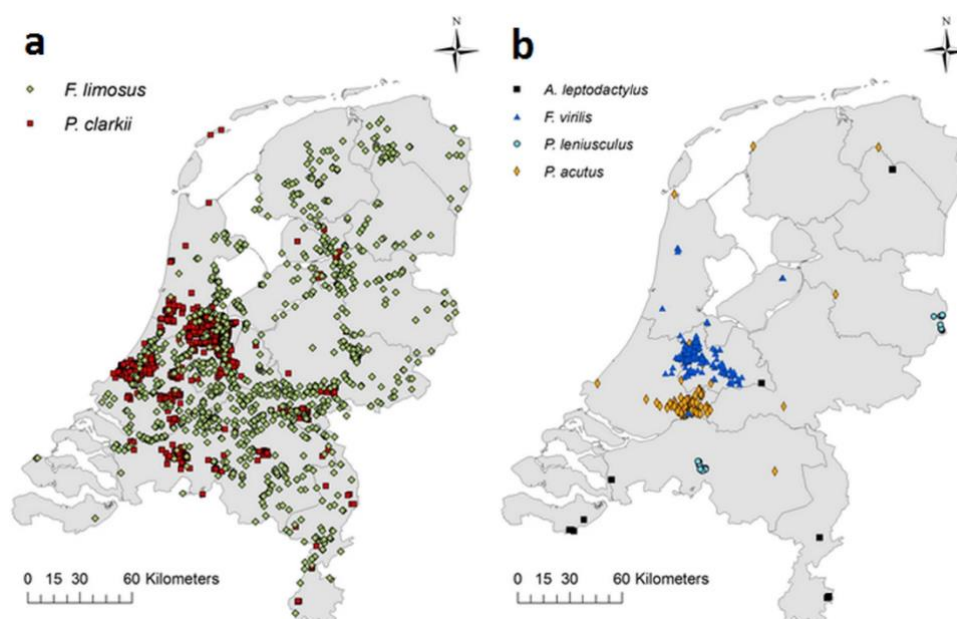 a
N
F. limosus
P. clarkii
0 15 30 60 Kilometers
b
N
A. leptodactylus
F. virilis
P. leniusculus
P. acutus
0 15 30 60 Kilometers